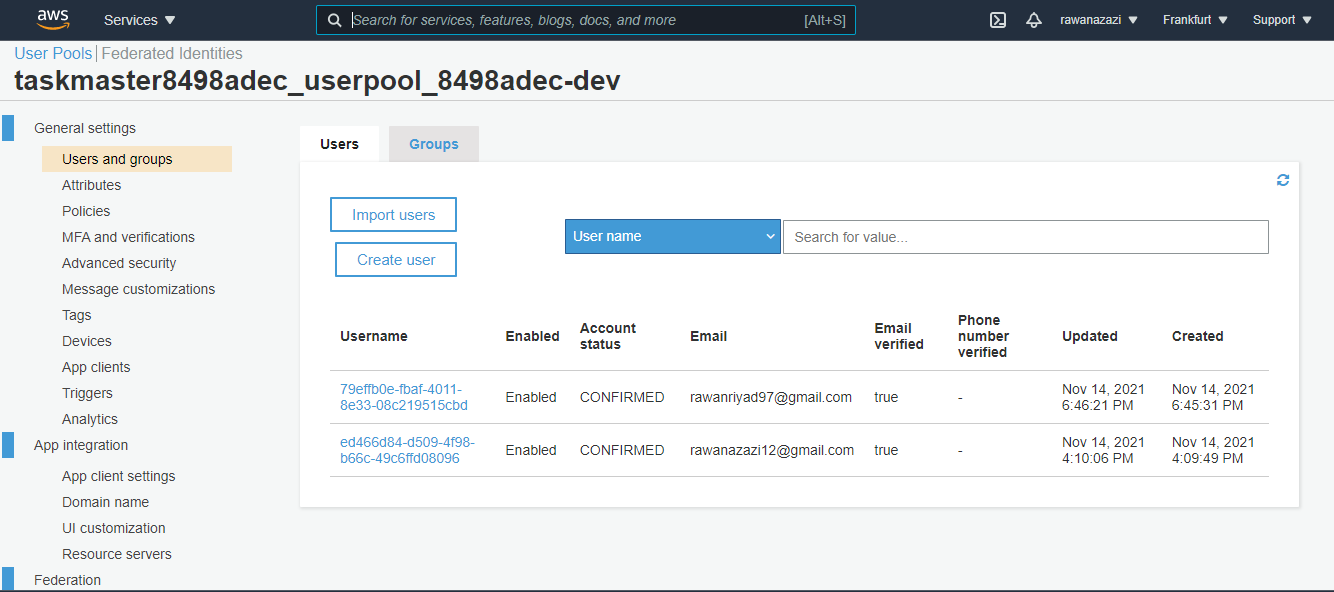 aws Services Search for services, features, blogs, docs, and more [Alt+S] rawanazazi Frankfurt Support
User Pools | Federated Identities
taskmaster8498adec_userpool_8498adec-dev
General settings
Users and groups
Attributes
Policies
MFA and verifications
Advanced security
Message customizations
Tags
Devices
App clients
Triggers
Analytics
App integration
App client settings
Domain name
UI customization
Resource servers
Federation
Users Groups
Import users
Create user
User name Search for value...
Username Enabled Account status Email Email verified Phone number verified Updated Created
79effb0e-fbaf-4011- Enabled CONFIRMED rawanriyad97@gmail.com true - Nov 14, 2021 Nov 14, 2021
8e33-08c219515cbd 6:46:21 PM 6:45:31 PM
ed466d84-d509-4f98- Enabled CONFIRMED rawanazazi12@gmail.com true - Nov 14, 2021 Nov 14, 2021
b66c-49c6ffd08096 4:10:06 PM 4:09:49 PM